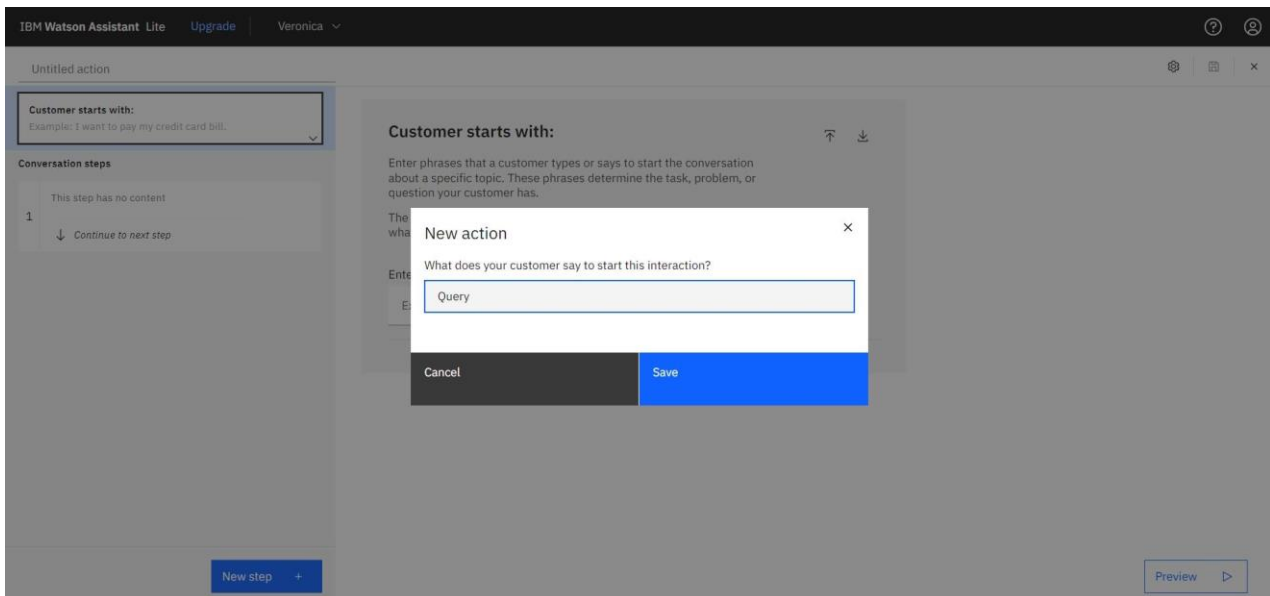 IBM Watson Assistant Lite Upgrade Veronica
Untitled action
Customer starts with:
Example: I want to pay my credit card bill.
Conversation steps
This step has no content
1
Continue to next step
New step +
Customer starts with:
Enter phrases that a customer types or says to start the conversation
about a specific topic. These phrases determine the task, problem, or
question your customer has.
The
wha
Ente
E
New action
What does your customer say to start this interaction?
Query
Cancel
Save
Preview